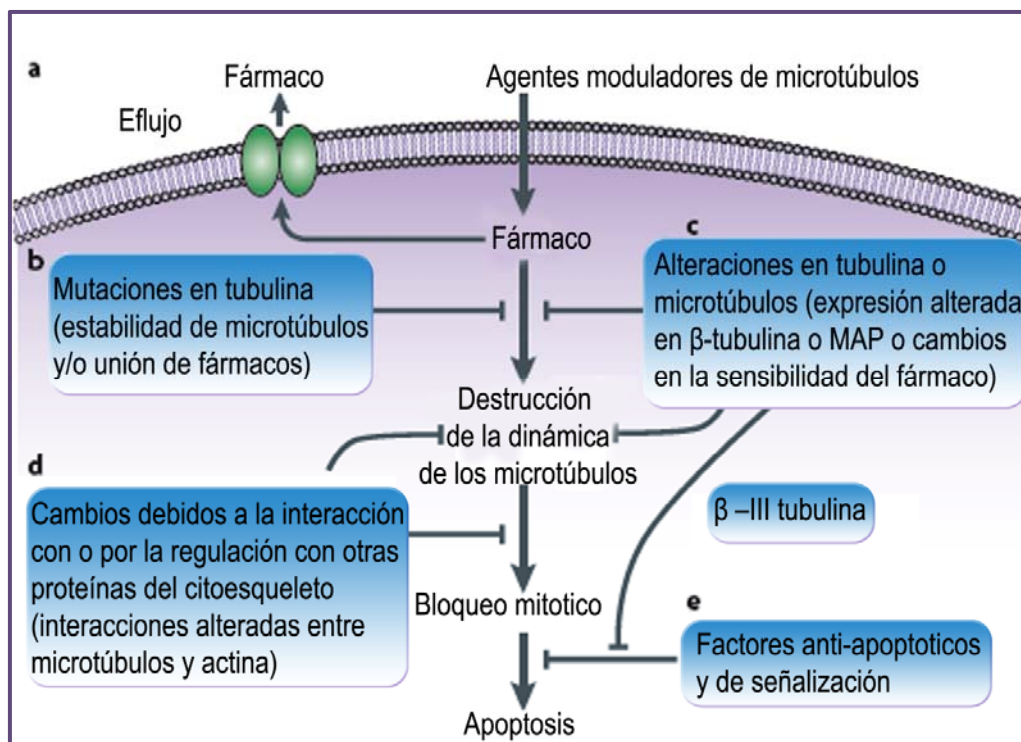 a
Fármaco
Agentes moduladores de microtúbulos
Eflujo
Fármaco
b
Mutaciones en tubulina
(estabilidad de microtúbulos
y/o unión de fármacos)
c
Alteraciones en tubulina o
microtúbulos (expresión alterada
en β-tubulina o MAP o cambios
en la sensibilidad del fármaco)
Destrucción
de la dinámica
de los microtúbulos
d
Cambios debidos a la interacción
con o por la regulación con otras
proteínas del citoesqueleto
(interacciones alteradas entre
microtúbulos y actina)
β –III tubulina
Bloqueo mitotico
e
Factores anti-apoptoticos
y de señalización
Apoptosis